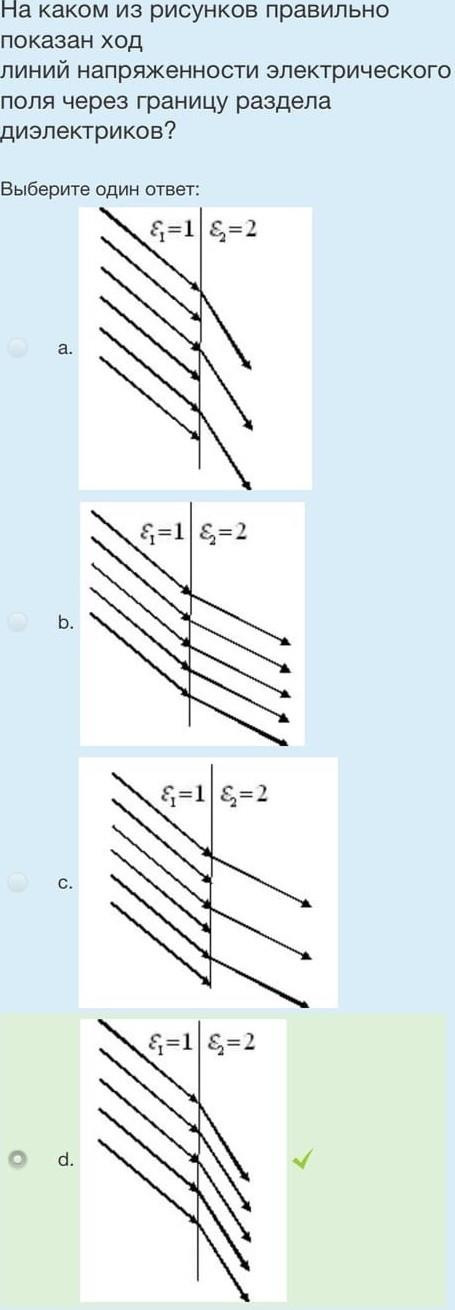 На каком из рисунков правильно
показан ход
линий напряженности электрического
поля через границу раздела
диэлектриков?
Выберите один ответ:
ε₁=1 ε₂=2
a.
ε₁=1 ε₂=2
b.
ε₁=1 ε₂=2
c.
ε₁=1 ε₂=2
d.